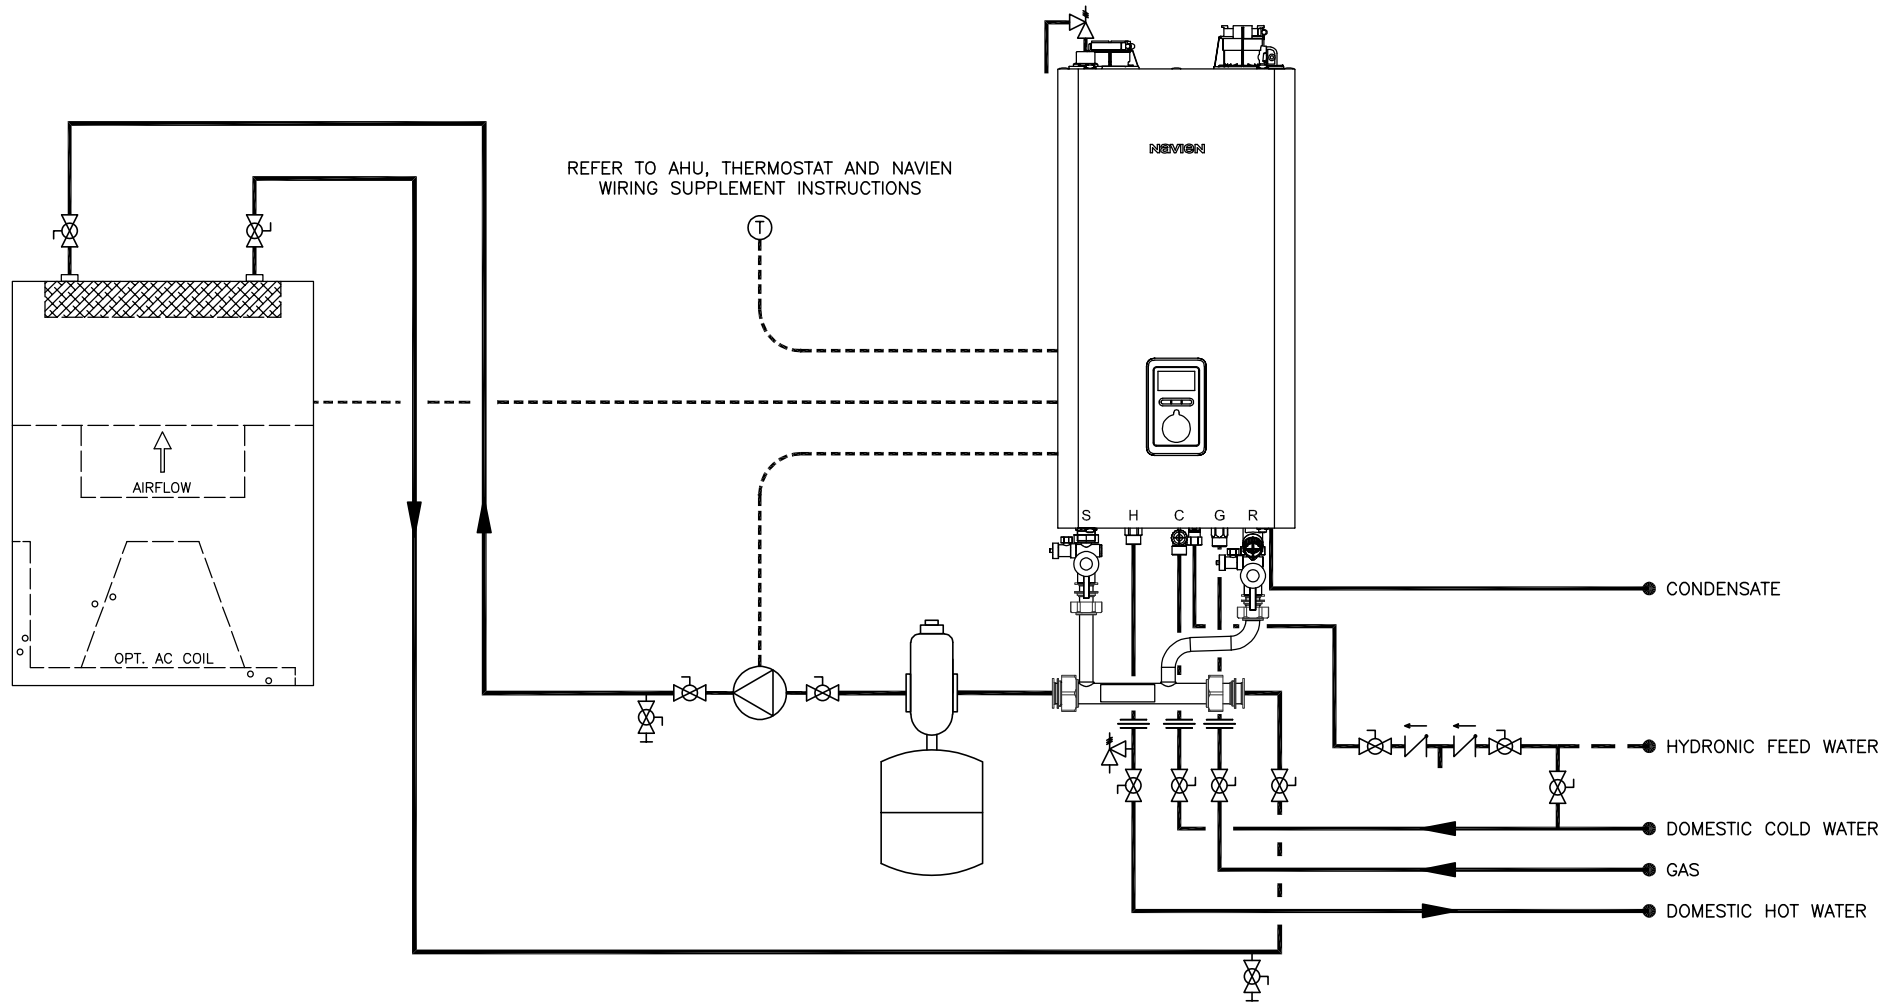 NAVIEN
REFER TO AHU, THERMOSTAT AND NAVIEN
WIRING SUPPLEMENT INSTRUCTIONS
T
AIRFLOW
S H C G R
CONDENSATE
OPT. AC COIL
HYDRONIC FEED WATER
DOMESTIC COLD WATER
GAS
DOMESTIC HOT WATER